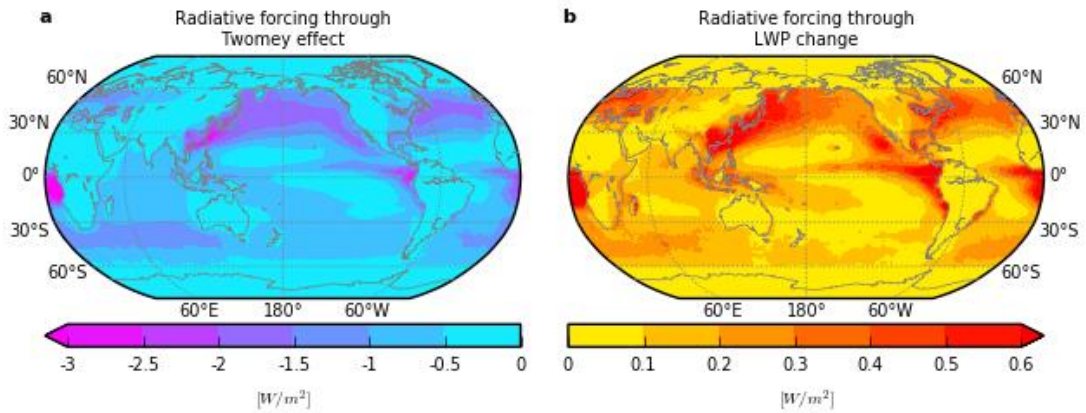 a
Radiative forcing through
Twomey effect
60°N
30°N
0°
30°S
60°S
60°E 180° 60°W
-3 -2.5 -2 -1.5 -1 -0.5 0
[W/m²]
b
Radiative forcing through
LWP change
60°N
30°N
0°
30°S
60°S
60°E 180° 60°W
0 0.1 0.2 0.3 0.4 0.5 0.6
[W/m²]